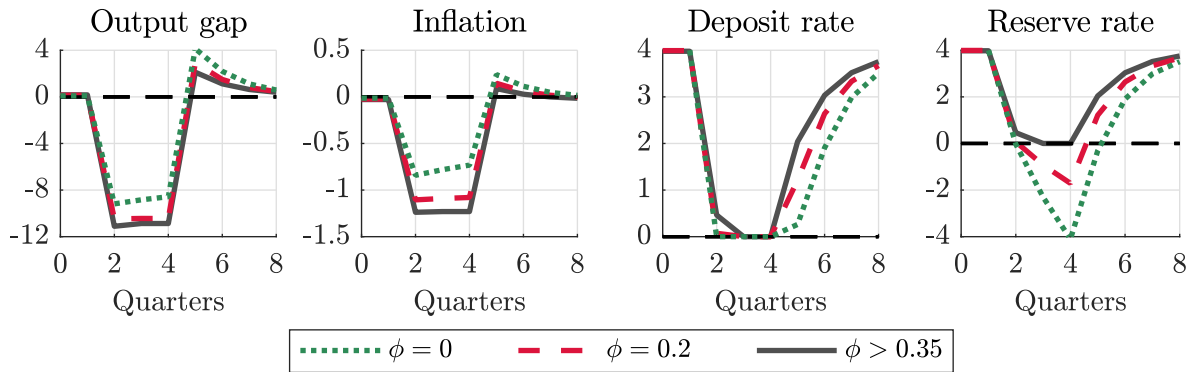 Output gap
4
0
-4
-8
-12
0 2 4 6 8
Quarters
Inflation
0.5
0
-0.5
-1
-1.5
0 2 4 6 8
Quarters
Deposit rate
4
3
2
1
0
0 2 4 6 8
Quarters
Reserve rate
4
2
0
-2
-4
0 2 4 6 8
Quarters
ϕ = 0 ϕ = 0.2 ϕ > 0.35